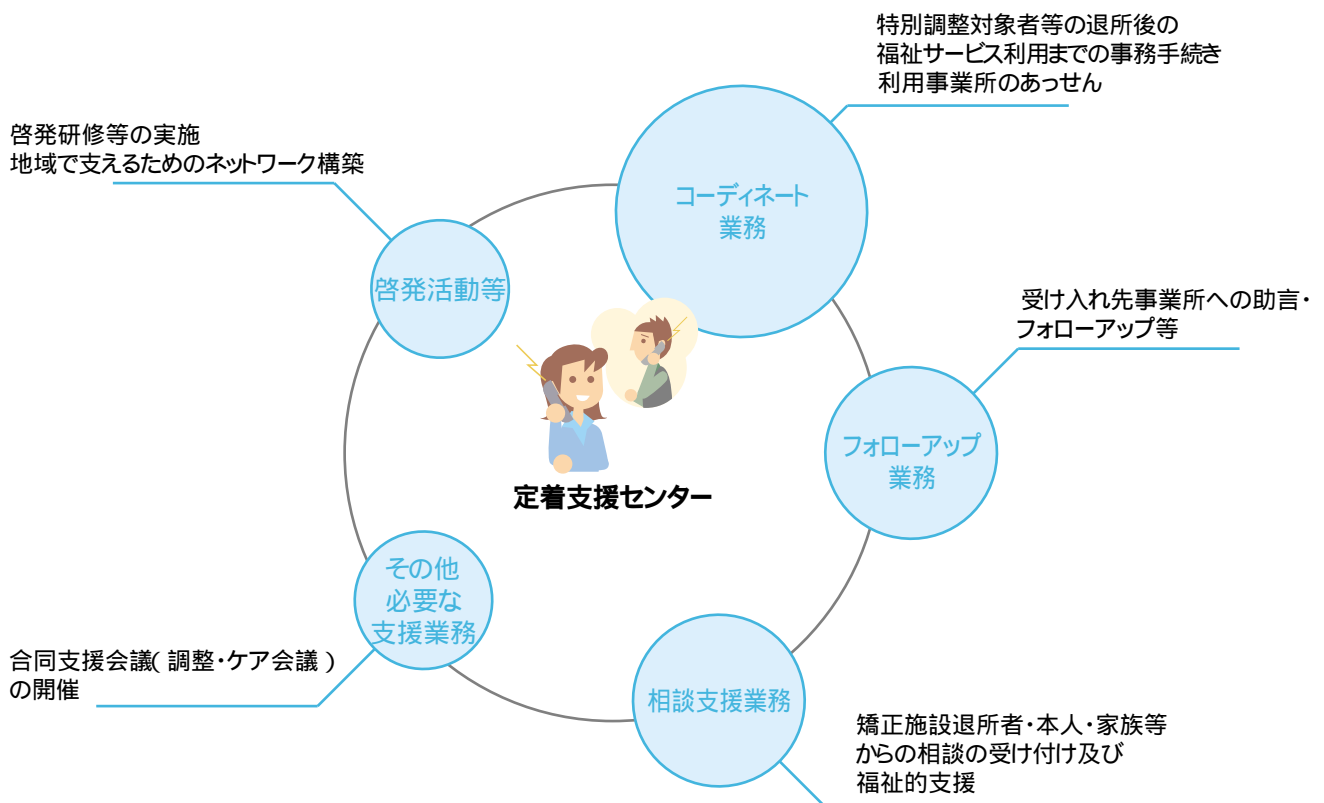 特別調整対象者等の退所後の
福祉サービス利用までの事務手続き
利用事業所のあっせん
コーディネート
業務
啓発研修等の実施
地域で支えるためのネットワーク構築
啓発活動等
受け入れ先事業所への助言・
フォローアップ等
フォローアップ
業務
定着支援センター
その他
必要な
支援業務
合同支援会議（調整・ケア会議）
の開催
相談支援業務
矯正施設退所者・本人・家族等
からの相談の受け付け及び
福祉的支援